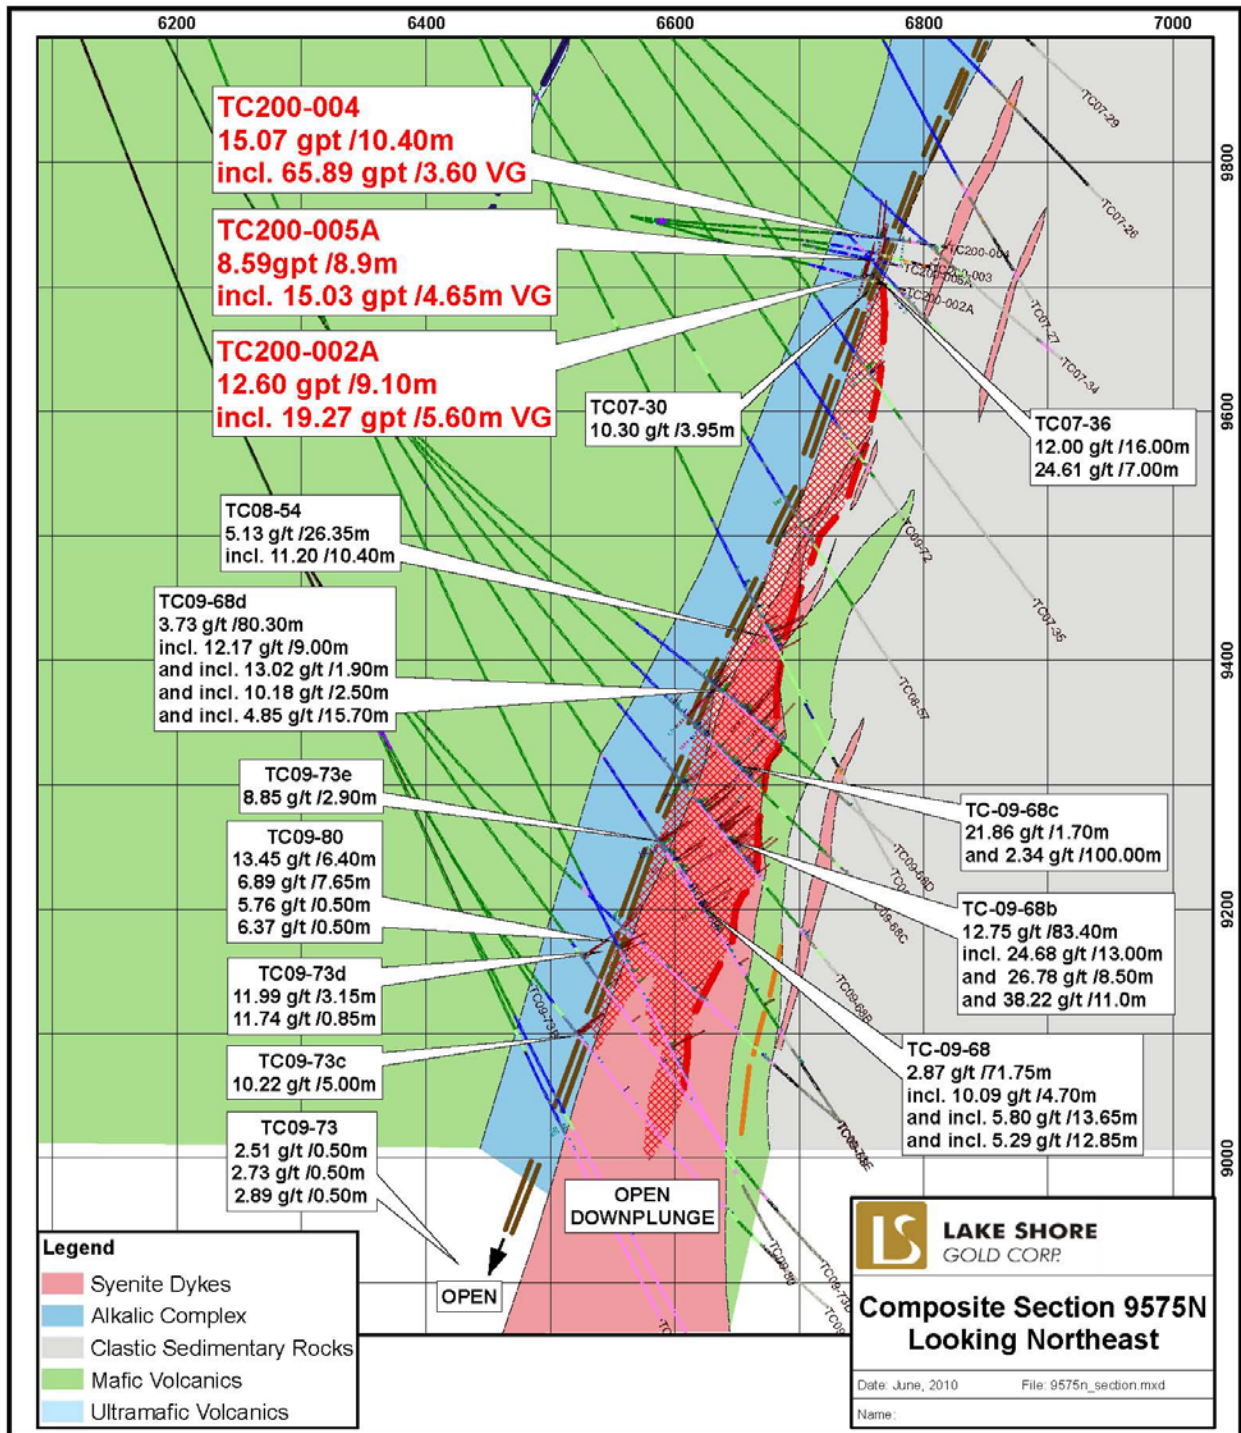 6200
6400
6600
6800
7000
9800
9600
9400
9200
9000
TC200-004
15.07 gpt /10.40m
incl. 65.89 gpt /3.60 VG
TC200-005A
8.59gpt /8.9m
incl. 15.03 gpt /4.65m VG
TC200-002A
12.60 gpt /9.10m
incl. 19.27 gpt /5.60m VG
TC07-30
10.30 g/t /3.95m
TC07-36
12.00 g/t /16.00m
24.61 g/t /7.00m
TC08-54
5.13 g/t /26.35m
incl. 11.20 /10.40m
TC09-68d
3.73 g/t /80.30m
incl. 12.17 g/t /9.00m
and incl. 13.02 g/t /1.90m
and incl. 10.18 g/t /2.50m
and incl. 4.85 g/t /15.70m
TC09-73e
8.85 g/t /2.90m
TC09-80
13.45 g/t /6.40m
6.89 g/t /7.65m
5.76 g/t /0.50m
6.37 g/t /0.50m
TC09-73d
11.99 g/t /3.15m
11.74 g/t /0.85m
TC09-73c
10.22 g/t /5.00m
TC09-73
2.51 g/t /0.50m
2.73 g/t /0.50m
2.89 g/t /0.50m
TC-09-68c
21.86 g/t /1.70m
and 2.34 g/t /100.00m
TC-09-68b
12.75 g/t /83.40m
incl. 24.68 g/t /13.00m
and 26.78 g/t /8.50m
and 38.22 g/t /11.0m
TC-09-68
2.87 g/t /71.75m
incl. 10.09 g/t /4.70m
and incl. 5.80 g/t /13.65m
and incl. 5.29 g/t /12.85m
TC07-29
TC07-26
TC200-004
TC200-003
TC200-002A
TC07-27
TC07-34
TC09-72
TC07-35
TC08-57
TC09-68D
TC09-68B
TC09-80
OPEN
DOWNPLUNGE
OPEN
Legend
Syenite Dykes
Alkalic Complex
Clastic Sedimentary Rocks
Mafic Volcanics
Ultramafic Volcanics
LS
LAKE SHORE
GOLD CORP.
Composite Section 9575N
Looking Northeast
Date: June, 2010
File: 9575n_section.mxd
Name: